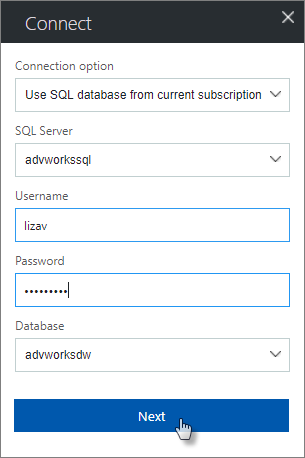 Connect
Connection option
Use SQL database from current subscription
SQL Server
advworkssql
Username
lizav
Password
•••••••••
Database
advworksdw
Next